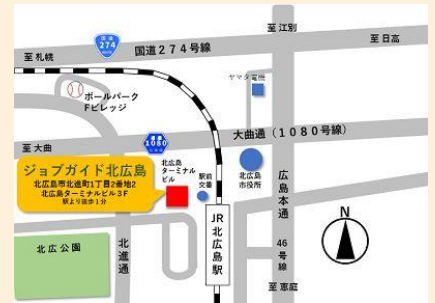 至江別
国道
274
国道274号線
至日高
至札幌
ヤマダ電機
ボールパーク
Fビレッジ
1080
大曲通（1080号線）
至大曲
ジョブガイド北広島
北広島市北進町1丁目2番地2
北広島ターミナルビル3F
駅より徒歩1分
北広島
ターミナル
ビル
駅前
交番
北広島
市役所
広島本通
46号線
JR北広島駅
北広公園
北進通
N
至恵庭